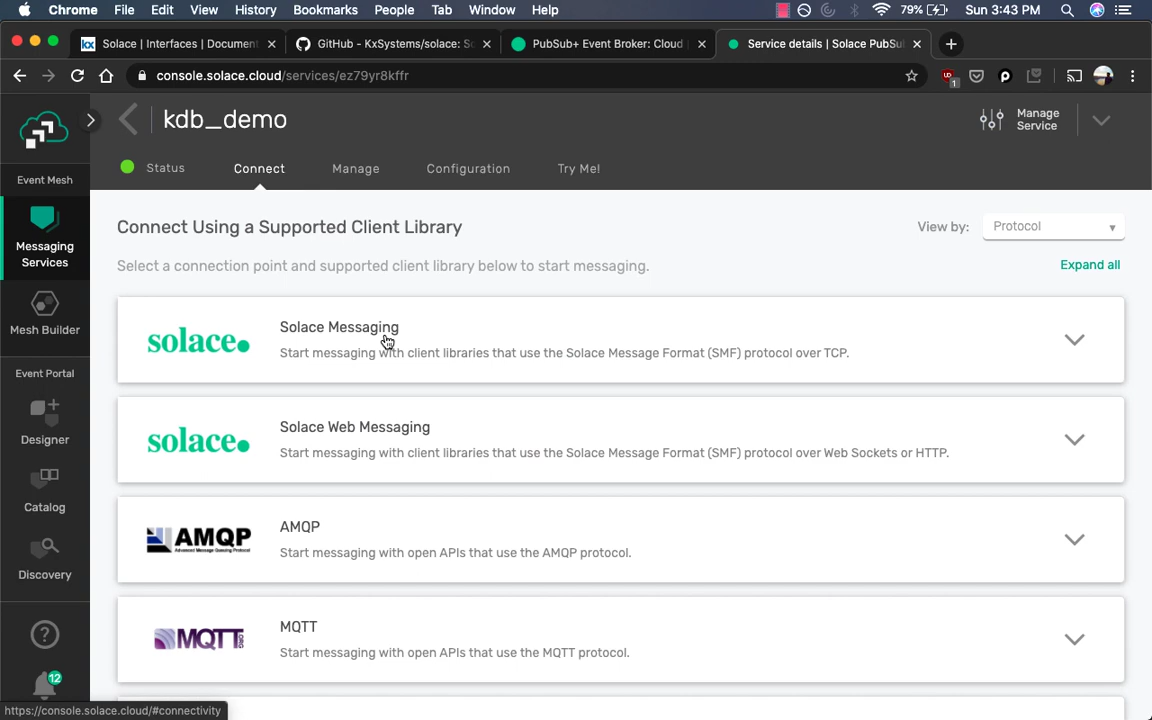 Chrome File Edit View History Bookmarks People Tab Window Help 79% Sun 3:43 PM
Solace | Interfaces | Document
GitHub - KxSystems/solace: Sc
PubSub+ Event Broker: Cloud
Service details | Solace PubSu
console.solace.cloud/services/ez79yr8kffr
1
kdb_demo
Manage
Service
Status Connect Manage Configuration Try Me!
Event Mesh
Messaging
Services
Mesh Builder
Event Portal
Designer
Catalog
Discovery
?
12
Connect Using a Supported Client Library
View by: Protocol
Select a connection point and supported client library below to start messaging.
Expand all
solace.
Solace Messaging
Start messaging with client libraries that use the Solace Message Format (SMF) protocol over TCP.
solace.
Solace Web Messaging
Start messaging with client libraries that use the Solace Message Format (SMF) protocol over Web Sockets or HTTP.
AMQP
Advanced Message Queuing Protocol
AMQP
Start messaging with open APIs that use the AMQP protocol.
MQTT.ORG
MQTT
Start messaging with open APIs that use the MQTT protocol.
https://console.solace.cloud/#connectivity